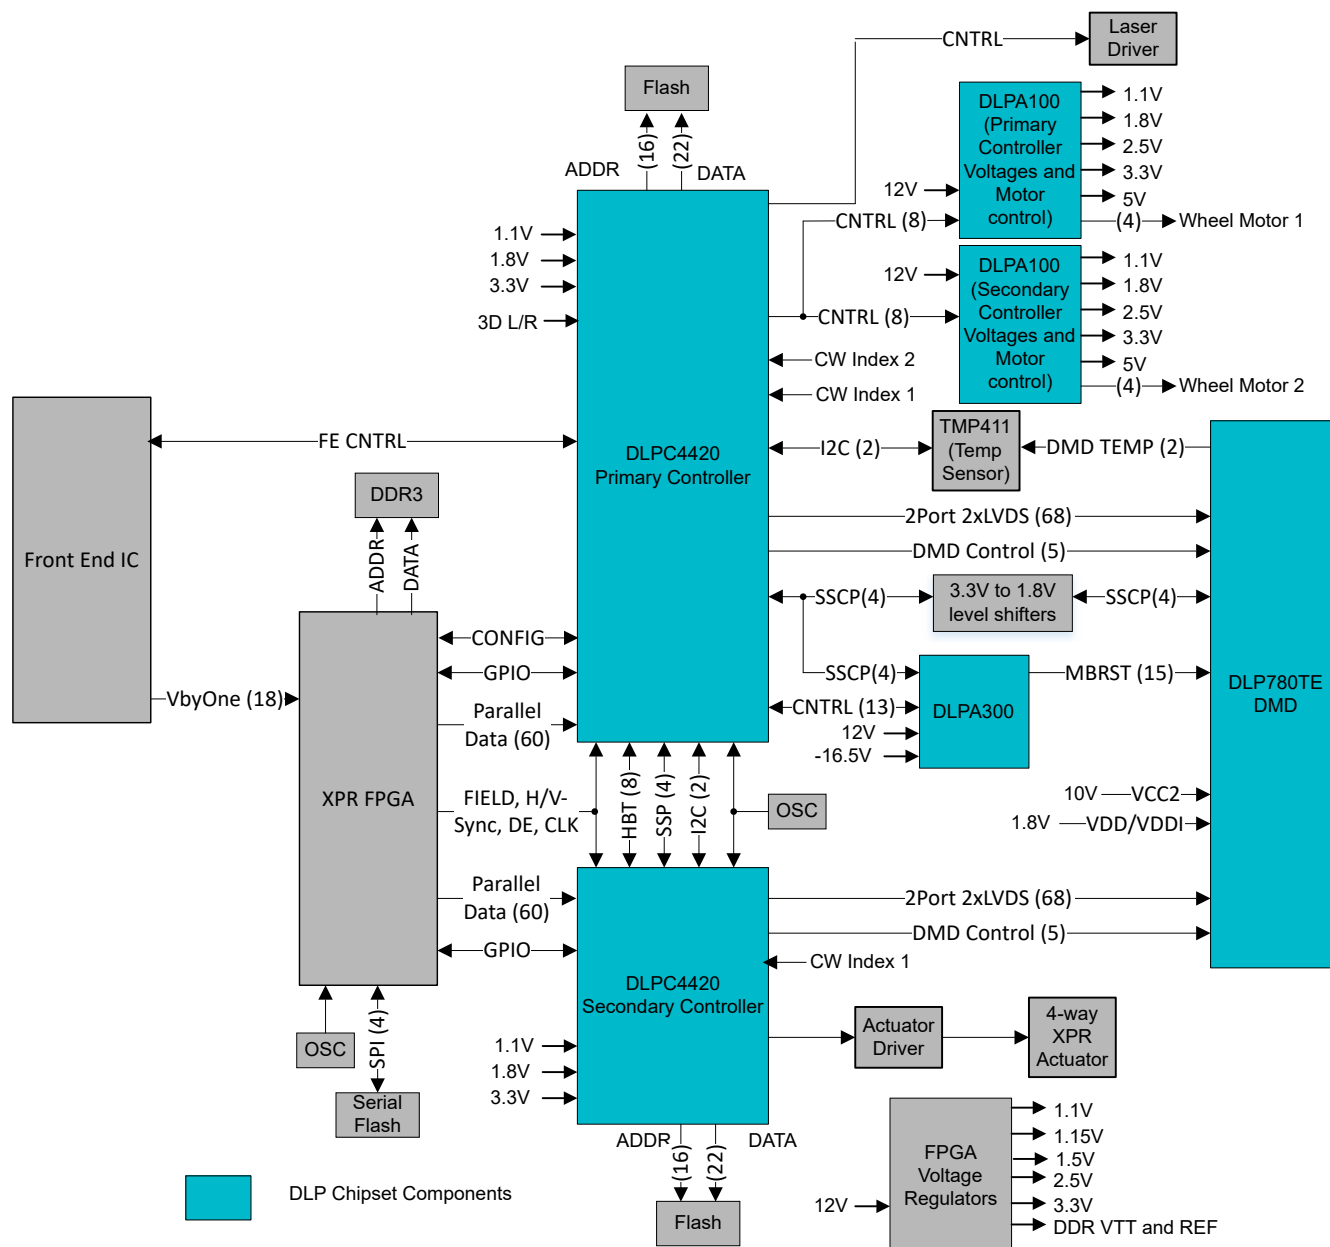 CNTRL
Laser
Driver
Flash
(16)
(22)
ADDR
DATA
DLPA100
(Primary
Controller
Voltages and
Motor
control)
12V
CNTRL (8)
1.1V
1.8V
2.5V
3.3V
5V
(4)
Wheel Motor 1
1.1V
1.8V
3.3V
3D L/R
12V
CNTRL (8)
DLPA100
(Secondary
Controller
Voltages and
Motor
control)
1.1V
1.8V
2.5V
3.3V
5V
(4)
Wheel Motor 2
CW Index 2
CW Index 1
FE CNTRL
DLPC4420
Primary Controller
I2C (2)
TMP411
(Temp
Sensor)
DMD TEMP (2)
Front End IC
DDR3
ADDR
DATA
2Port 2xLVDS (68)
DMD Control (5)
SSCP(4)
3.3V to 1.8V
level shifters
SSCP(4)
CONFIG
GPIO
VbyOne (18)
Parallel
Data (60)
SSCP(4)
CNTRL (13)
12V
-16.5V
DLPA300
MBRST (15)
DLP780TE
DMD
XPR FPGA
FIELD, H/V-
Sync, DE, CLK
HBT (8)
SSP (4)
I2C (2)
OSC
10V
VCC2
1.8V
VDD/VDDI
Parallel
Data (60)
GPIO
2Port 2xLVDS (68)
DMD Control (5)
CW Index 1
DLPC4420
Secondary Controller
OSC
SPI (4)
Serial
Flash
1.1V
1.8V
3.3V
Actuator
Driver
4-way
XPR
Actuator
ADDR
DATA
(16)
(22)
Flash
12V
FPGA
Voltage
Regulators
1.1V
1.15V
1.5V
2.5V
3.3V
DDR VTT and REF
DLP Chipset Components